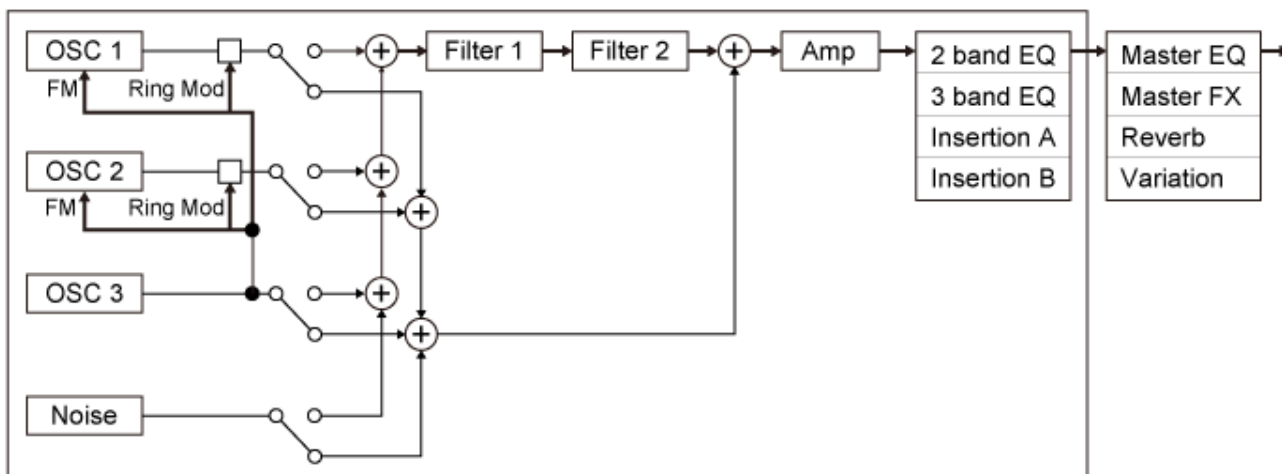 OSC 1
FM
Ring Mod
+
Filter 1
Filter 2
+
Amp
2 band EQ
3 band EQ
Insertion A
Insertion B
Master EQ
Master FX
Reverb
Variation
OSC 2
FM
Ring Mod
+
+
OSC 3
+
+
Noise